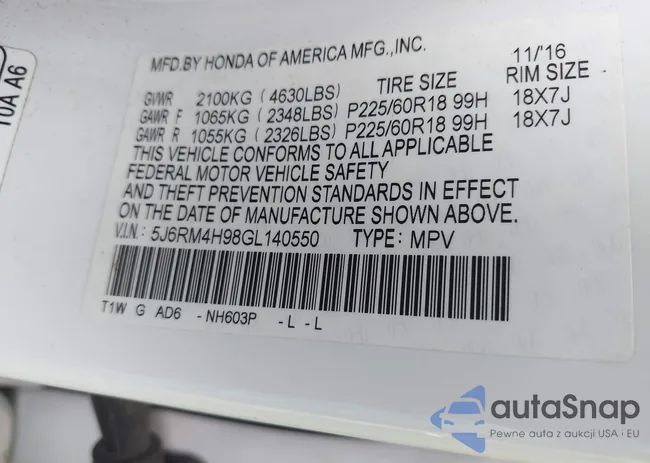 10A A6
MFD.BY HONDA OF AMERICA MFG.,INC. 11/'16
GVWR 2100KG (4630LBS) TIRE SIZE RIM SIZE
GAWR F 1065KG (2348LBS) P225/60R18 99H 18X7J
GAWR R 1055KG (2326LBS) P225/60R18 99H 18X7J
THIS VEHICLE CONFORMS TO ALL APPLICABLE
FEDERAL MOTOR VEHICLE SAFETY
AND THEFT PREVENTION STANDARDS IN EFFECT
ON THE DATE OF MANUFACTURE SHOWN ABOVE.
V.I.N.: 5J6RM4H98GL140550 TYPE: MPV
T1W G AD6 -NH603P -L -L
autaSnap
Pewne auta z aukcji USA i EU